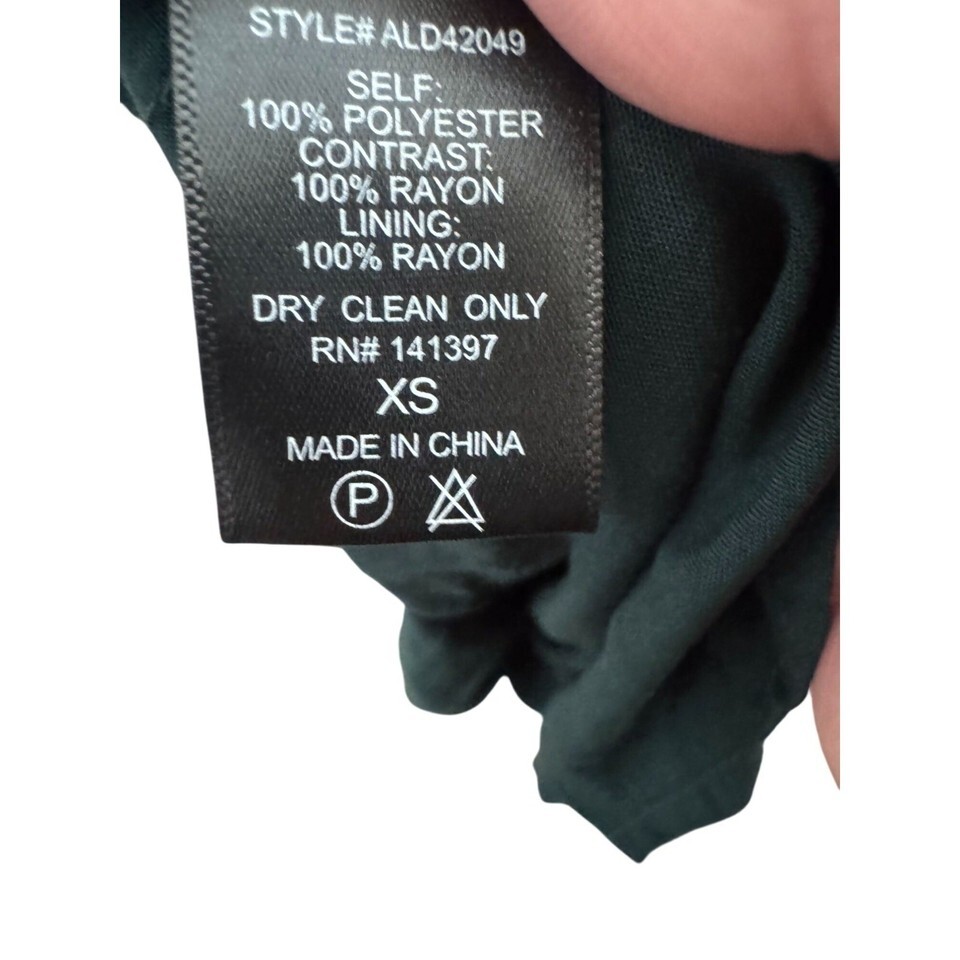 STYLE# ALD42049
SELF:
100% POLYESTER
CONTRAST:
100% RAYON
LINING:
100% RAYON
DRY CLEAN ONLY
RN# 141397
XS
MADE IN CHINA
P